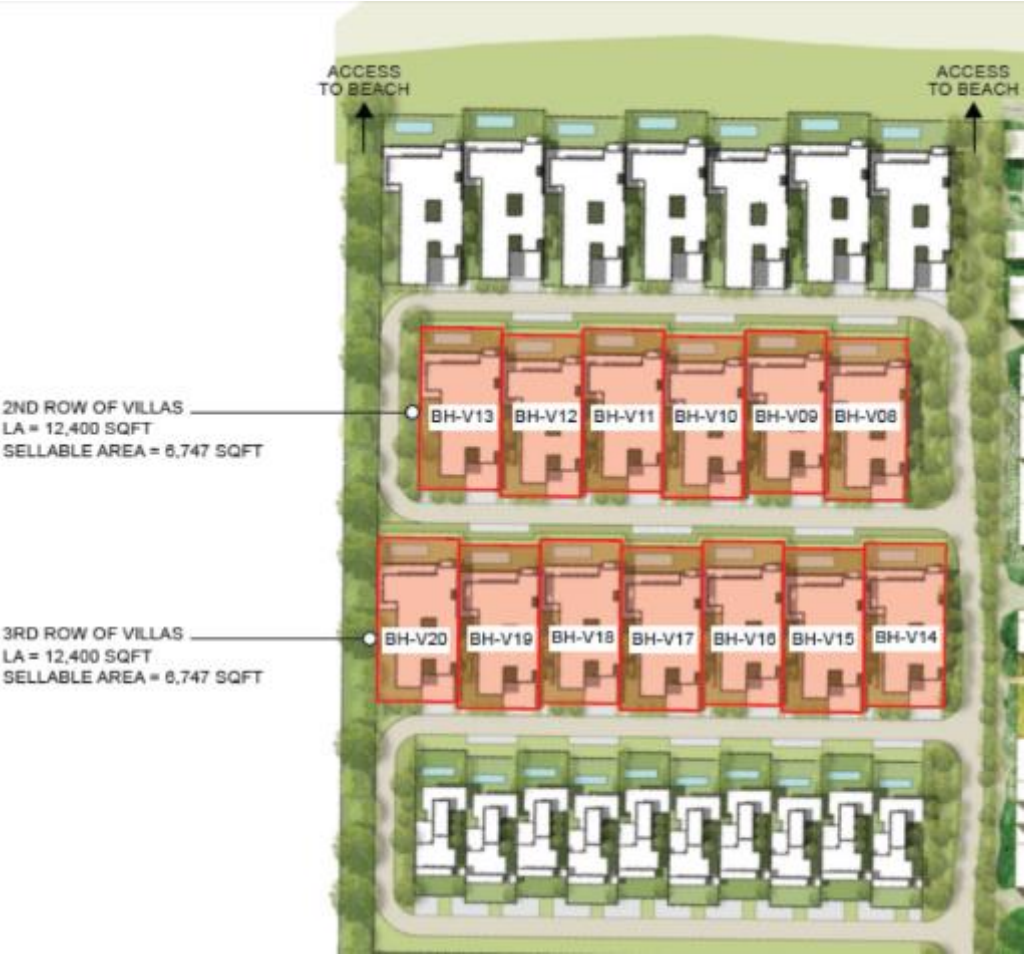 ACCESS
TO BEACH
ACCESS
TO BEACH
2ND ROW OF VILLAS
LA = 12,400 SQFT
SELLABLE AREA = 6,747 SQFT
BH-V13
BH-V12
BH-V11
BH-V10
BH-V09
BH-V08
3RD ROW OF VILLAS
LA = 12,400 SQFT
SELLABLE AREA = 6,747 SQFT
BH-V20
BH-V19
BH-V18
BH-V17
BH-V16
BH-V15
BH-V14